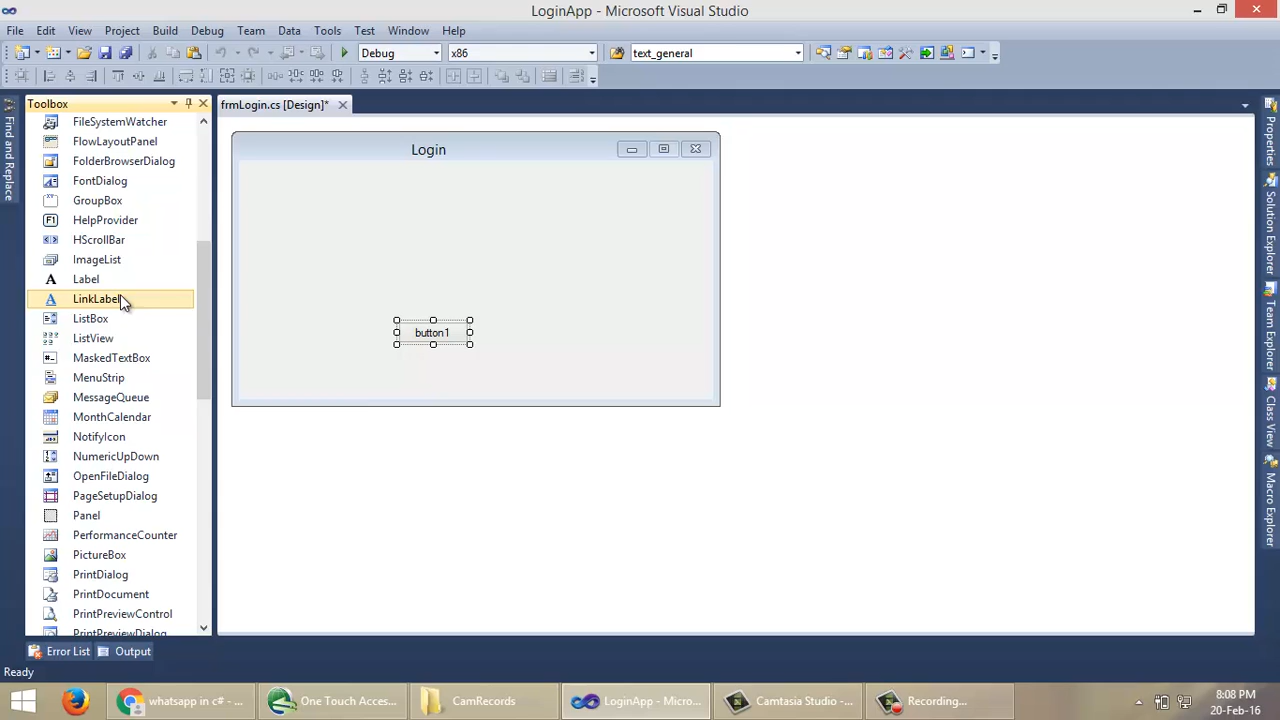 LoginApp - Microsoft Visual Studio
File Edit View Project Build Debug Team Data Tools Test Window Help
Debug x86 text_general
Toolbox
frmLogin.cs [Design]*
Find and Replace
FileSystemWatcher
FlowLayoutPanel
FolderBrowserDialog
FontDialog
GroupBox
HelpProvider
HScrollBar
ImageList
Label
LinkLabel
ListBox
ListView
MaskedTextBox
MenuStrip
MessageQueue
MonthCalendar
NotifyIcon
NumericUpDown
OpenFileDialog
PageSetupDialog
Panel
PerformanceCounter
PictureBox
PrintDialog
PrintDocument
PrintPreviewControl
PrintPreviewDialog
Login
button1
Properties
Solution Explorer
Team Explorer
Class View
Macro Explorer
Error List Output
Ready
whatsapp in c# - ...
One Touch Acces...
CamRecords
LoginApp - Micro...
Camtasia Studio -...
Recording...
8:08 PM
20-Feb-16